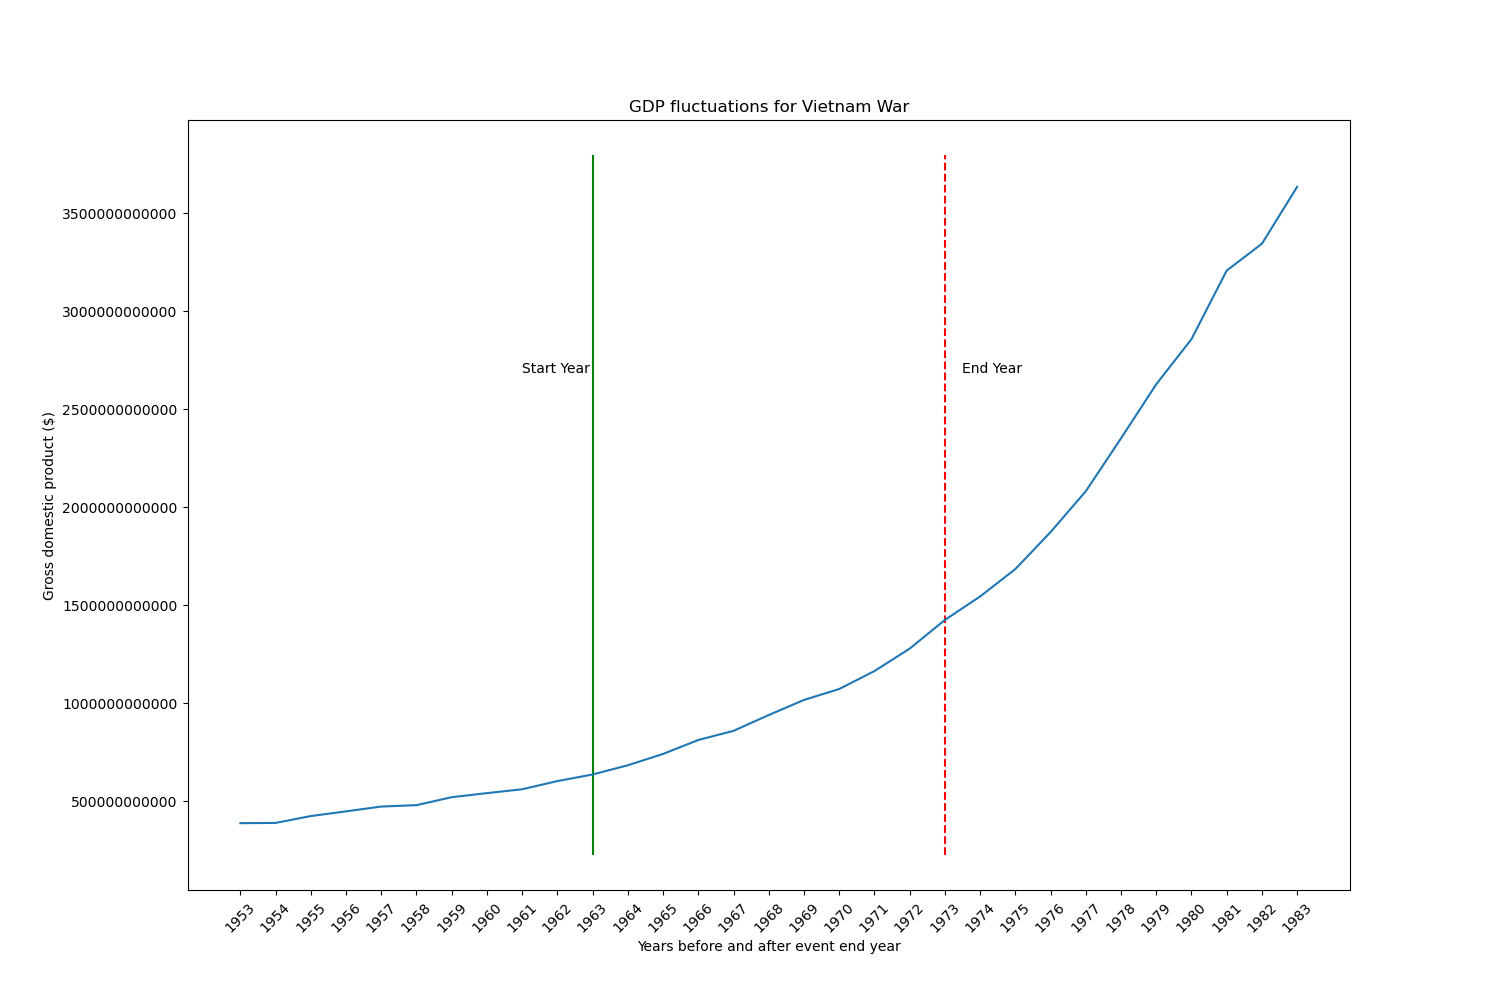 GDP fluctuations for Vietnam War
Gross domestic product ($)
3500000000000
3000000000000
2500000000000
2000000000000
1500000000000
1000000000000
500000000000
Start Year
End Year
1953 1954 1955 1956 1957 1958 1959 1960 1961 1962 1963 1964 1965 1966 1967 1968 1969 1970 1971 1972 1973 1974 1975 1976 1977 1978 1979 1980 1981 1982 1983
Years before and after event end year